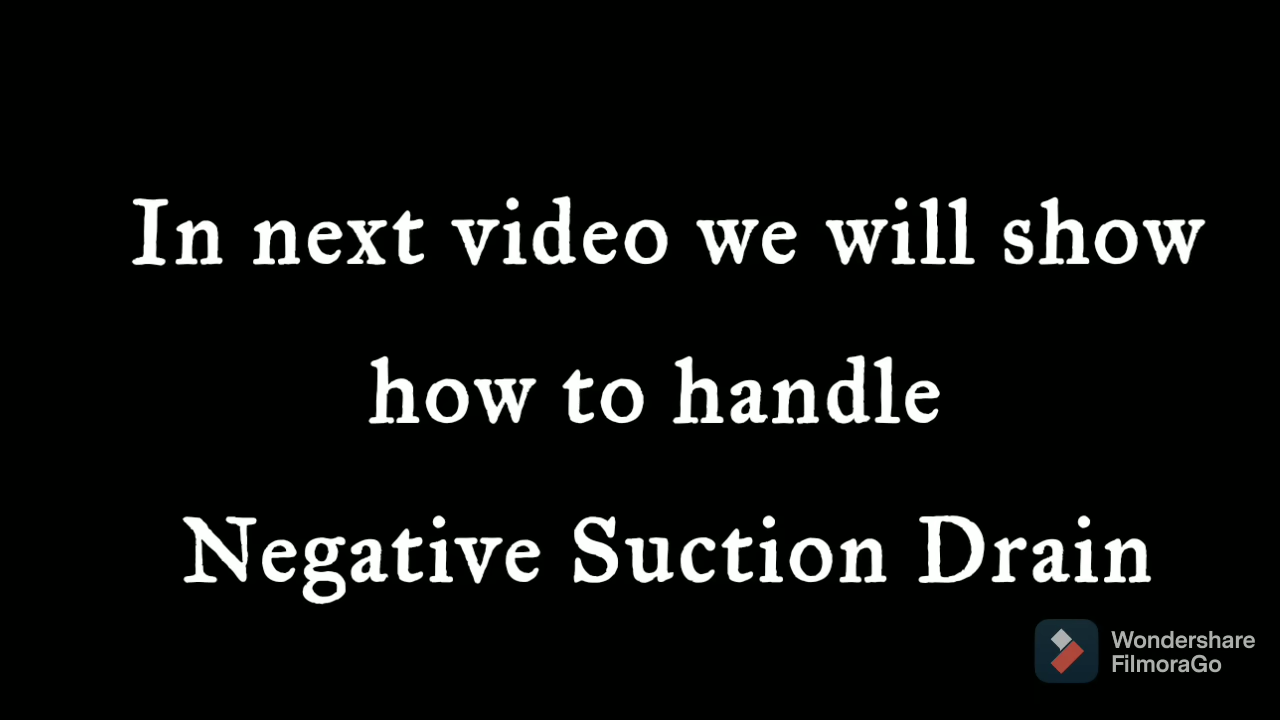 In next video we will show
how to handle
Negative Suction Drain
Wondershare
FilmoraGo